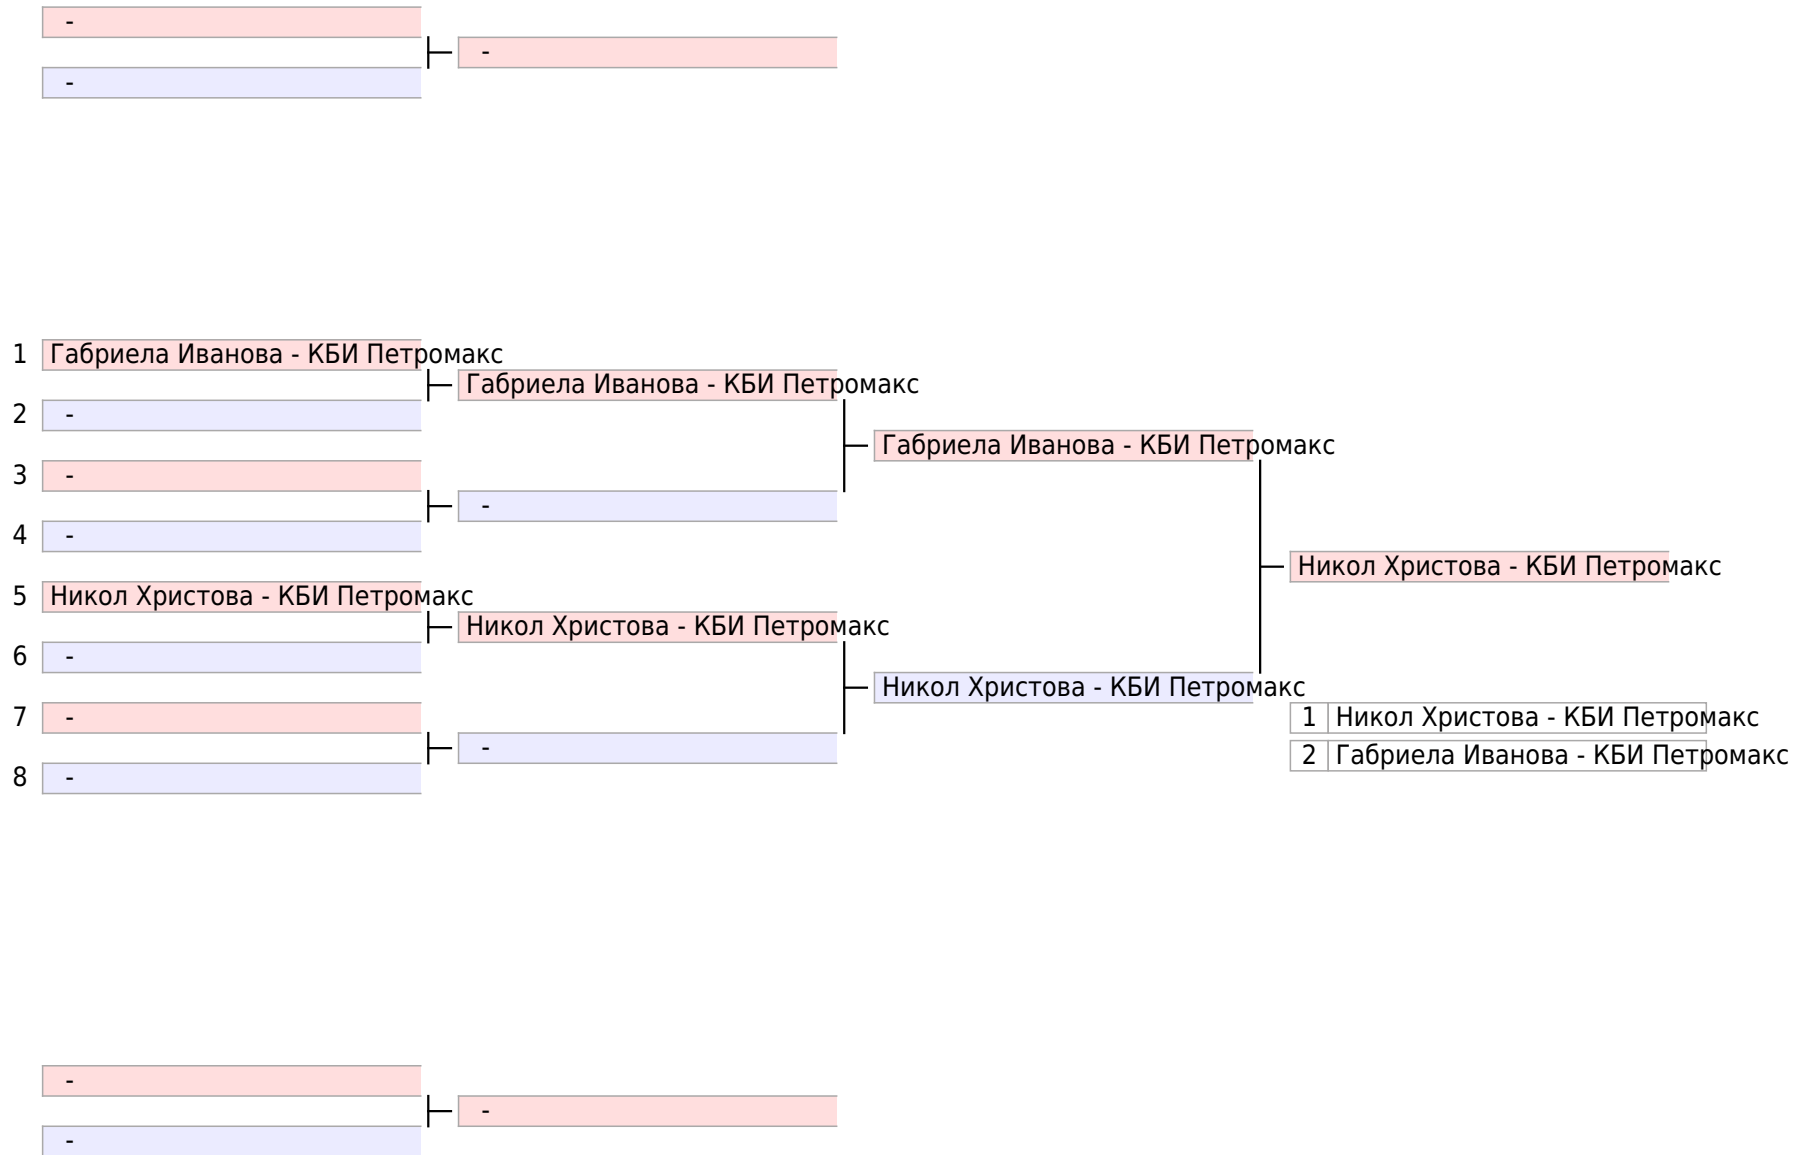 -
-
-
1 Габриела Иванова - КБИ Петромакс
Габриела Иванова - КБИ Петромакс
2 -
Габриела Иванова - КБИ Петромакс
3 -
-
4 -
Никол Христова - КБИ Петромакс
5 Никол Христова - КБИ Петромакс
Никол Христова - КБИ Петромакс
6 -
Никол Христова - КБИ Петромакс
7 -
1 Никол Христова - КБИ Петромакс
-
2 Габриела Иванова - КБИ Петромакс
8 -
-
-
-